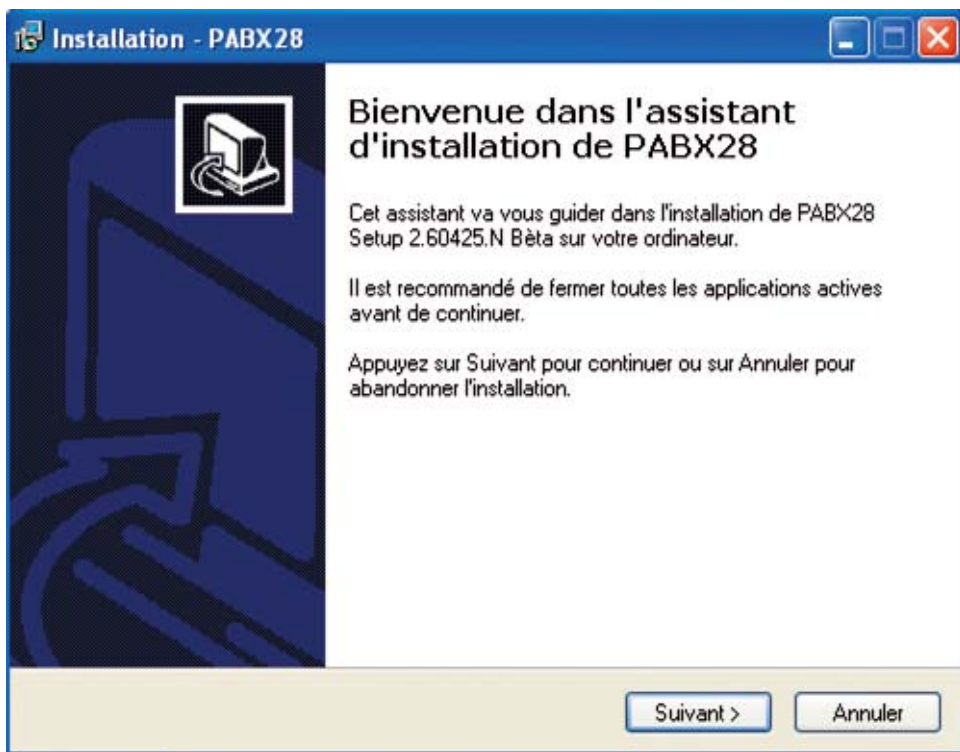 Installation - PABX28
Bienvenue dans l'assistant
d'installation de PABX28
Cet assistant va vous guider dans l'installation de PABX28
Setup 2.60425.N Bèta sur votre ordinateur.
Il est recommandé de fermer toutes les applications actives
avant de continuer.
Appuyez sur Suivant pour continuer ou sur Annuler pour
abandonner l'installation.
Suivant >
Annuler